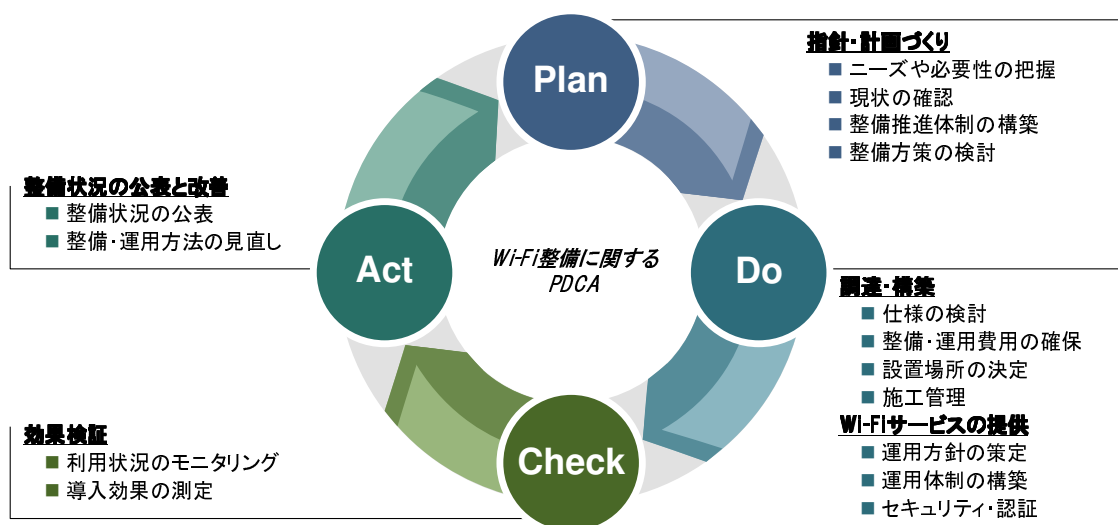 Plan
指針・計画づくり
ニーズや必要性の把握
現状の確認
整備推進体制の構築
整備方策の検討
Do
調達・構築
仕様の検討
整備・運用費用の確保
設置場所の決定
施工管理
Wi-Fiサービスの提供
運用方針の策定
運用体制の構築
セキュリティ・認証
Check
効果検証
利用状況のモニタリング
導入効果の測定
Act
整備状況の公表と改善
整備状況の公表
整備・運用方法の見直し
Wi-Fi整備に関する
PDCA